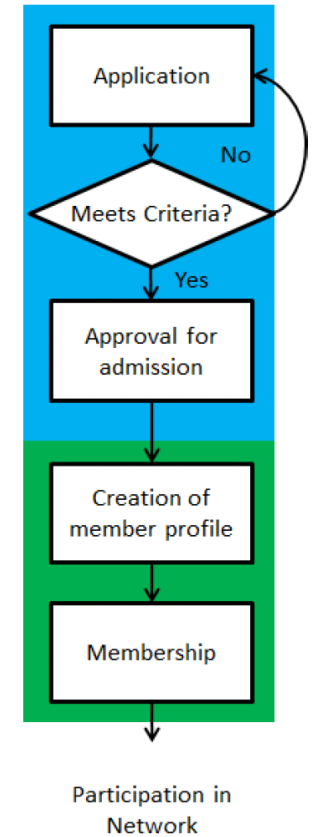 Application
No
Meets Criteria?
Yes
Approval for
admission
Creation of
member profile
Membership
Participation in
Network